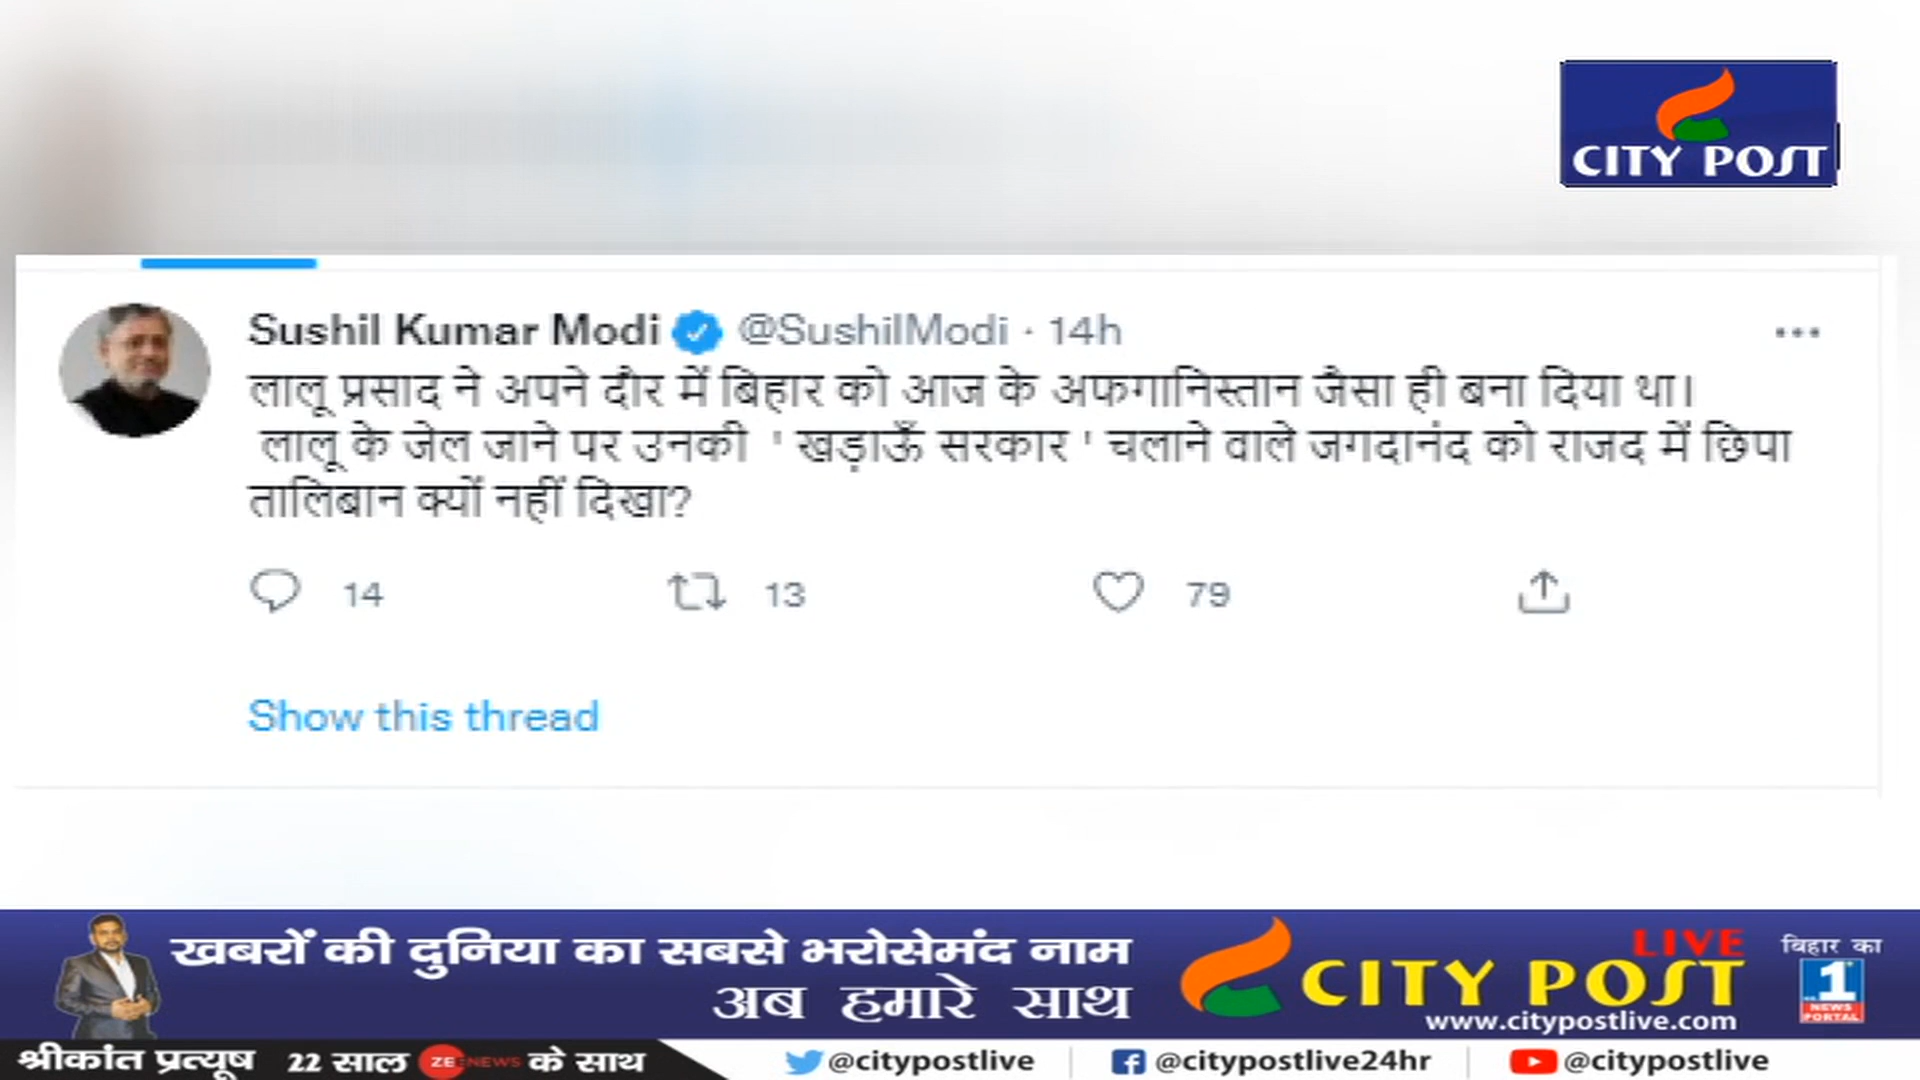 CITY POST
Sushil Kumar Modi @SushilModi · 14h
लालू प्रसाद ने अपने दौर में बिहार को आज के अफगानिस्तान जैसा ही बना दिया था।
लालू के जेल जाने पर उनकी ' खड़ाऊँ सरकार ' चलाने वाले जगदानंद को राजद में छिपा
तालिबान क्यों नहीं दिखा?
14 13 79
Show this thread
खबरों की दुनिया का सबसे भरोसेमंद नाम
अब हमारे साथ
LIVE
CITY POST
www.citypostlive.com
बिहार का
1
NEWS
PORTAL
श्रीकांत प्रत्यूष 22 साल ZEE NEWS के साथ
@citypostlive @citypostlive24hr @citypostlive